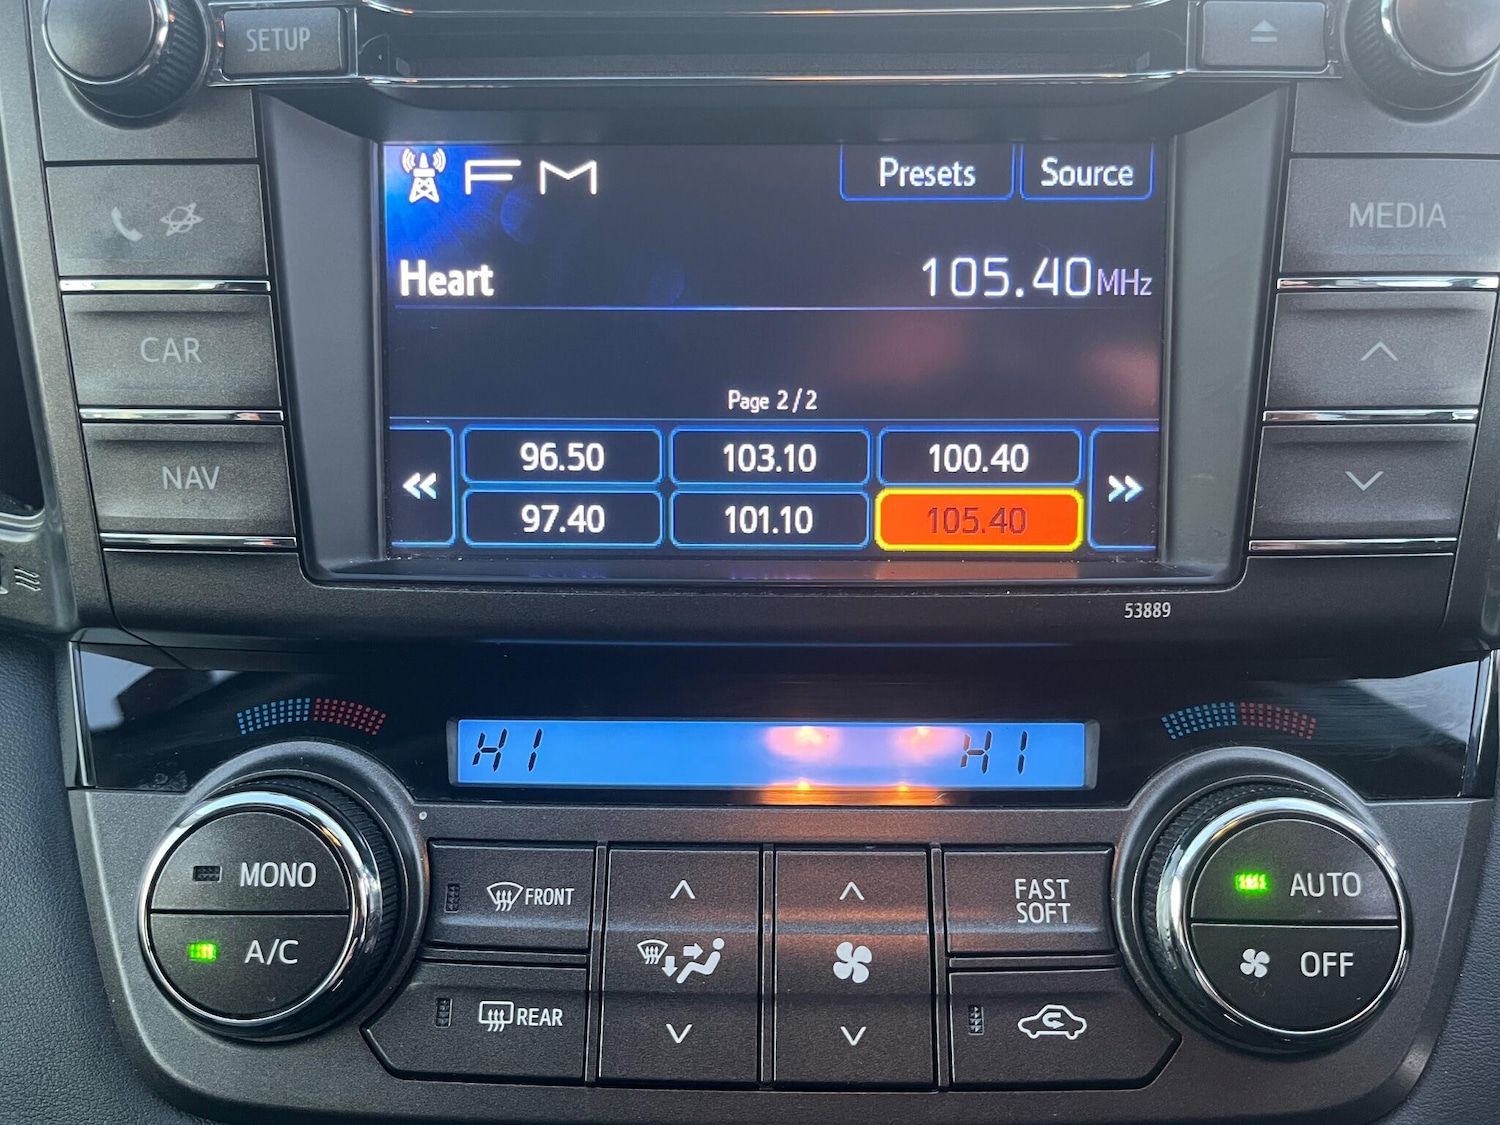 SETUP
FM Presets Source
MEDIA
Heart 105.40MHz
CAR
Page 2/2
NAV
96.50 103.10 100.40
97.40 101.10 105.40
53889
HI HI
MONO FRONT FAST SOFT AUTO
A/C REAR OFF